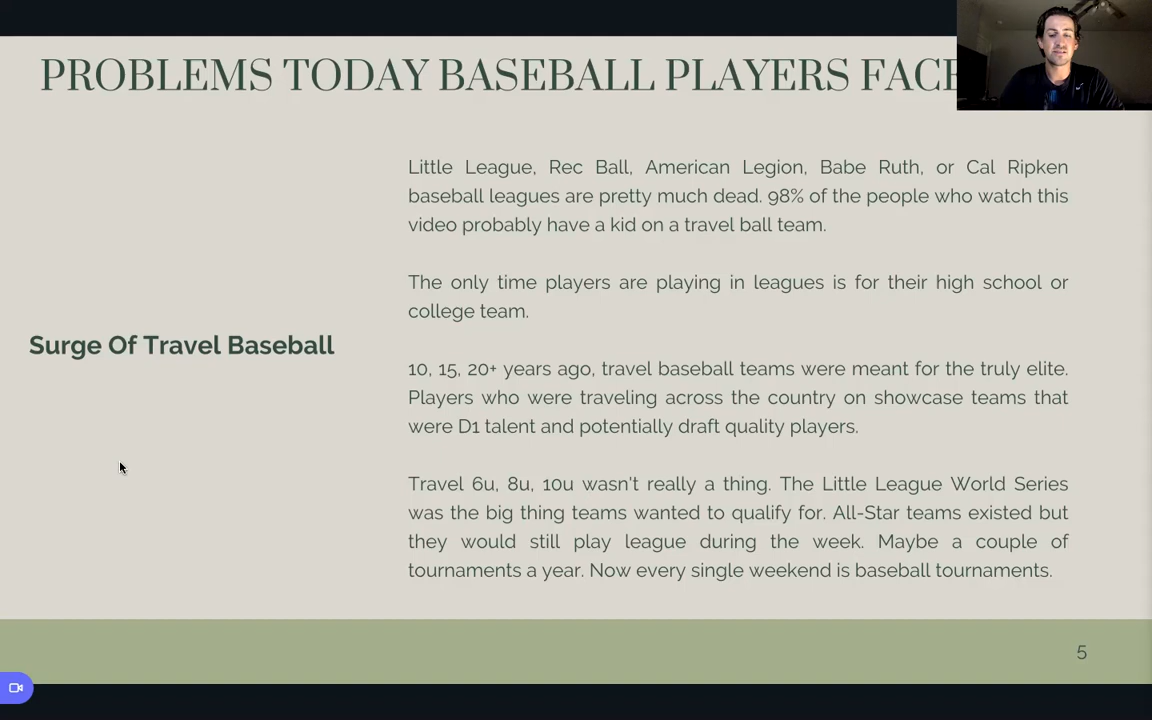 PROBLEMS TODAY BASEBALL PLAYERS FACE
Surge Of Travel Baseball
Little League, Rec Ball, American Legion, Babe Ruth, or Cal Ripken
baseball leagues are pretty much dead. 98% of the people who watch this
video probably have a kid on a travel ball team.
The only time players are playing in leagues is for their high school or
college team.
10, 15, 20+ years ago, travel baseball teams were meant for the truly elite.
Players who were traveling across the country on showcase teams that
were D1 talent and potentially draft quality players.
Travel 6u, 8u, 10u wasn't really a thing. The Little League World Series
was the big thing teams wanted to qualify for. All-Star teams existed but
they would still play league during the week. Maybe a couple of
tournaments a year. Now every single weekend is baseball tournaments.
5